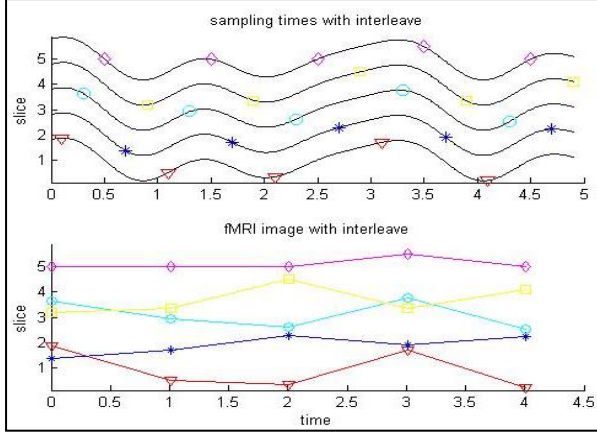 sampling times with interleave
5
4
3
2
1
slice
0 0.5 1 1.5 2 2.5 3 3.5 4 4.5 5
fMRI image with interleave
5
4
3
2
1
slice
0 0.5 1 1.5 2 2.5 3 3.5 4 4.5
time